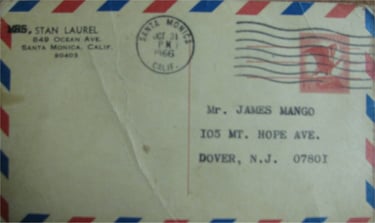 MRS. STAN LAUREL
849 OCEAN AVE.
SANTA MONICA, CALIF.
90403
SANTA MONICA
OCT 31
PM
1966
CALIF.
Mr. JAMES MANGO
105 MT. HOPE AVE.
DOVER, N.J. 07801